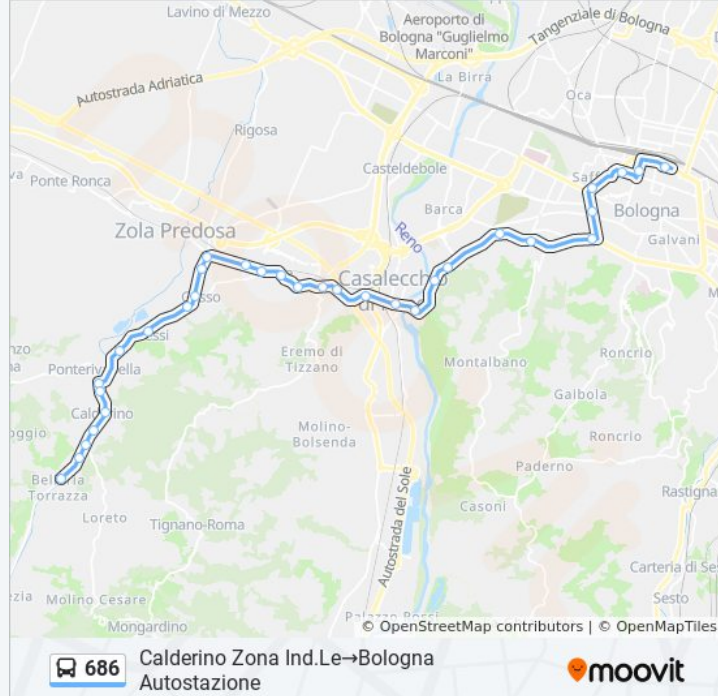 Lavino di Mezzo
Aeroporto di
Bologna "Guglielmo
Marconi"
Tangenziale di Bologna
La Birra
Autostrada Adriatica
Oca
Rigosa
Casteldebole
Ponte Ronca
Saff
Barca
Bologna
Zola Predosa
Reno
Galvani
Casalecchio
Gesso
Eremo di
Tizzano
Montalbano
Roncrio
Calderino
Galbola
Molino-
Bolsenda
Roncrio
Paderno
Torrazza
Rastigna
Loreto
Casoni
Tignano-Roma
Autostrada del Sole
Carteria di Ses
Molino Cesare
Sesto
Mongardino
© OpenStreetMap contributors | © OpenMapTiles
686
Calderino Zona Ind.Le→Bologna
Autostazione
moovit